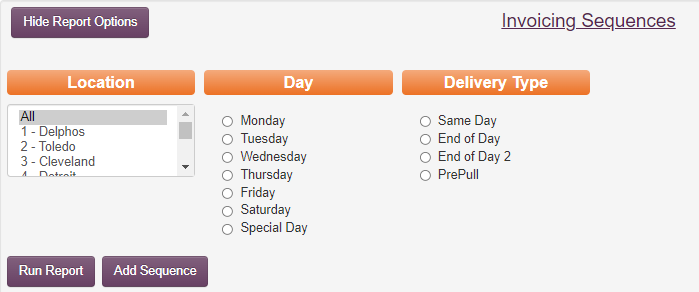 Hide Report Options
Invoicing Sequences
Location
Day
Delivery Type
All
1 - Delphos
2 - Toledo
3 - Cleveland
4 - Detroit
Monday
Tuesday
Wednesday
Thursday
Friday
Saturday
Special Day
Same Day
End of Day
End of Day 2
PrePull
Run Report
Add Sequence